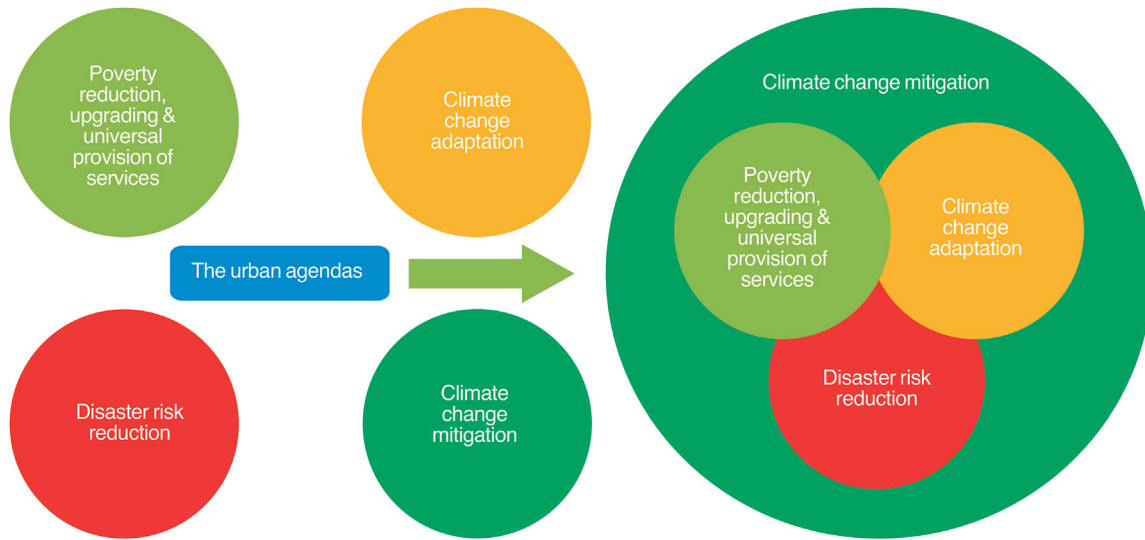 Poverty
reduction,
upgrading &
universal
provision of
services
Climate
change
adaptation
The urban agendas
Disaster risk
reduction
Climate
change
mitigation
Climate change mitigation
Poverty
reduction,
upgrading &
universal
provision of
services
Climate
change
adaptation
Disaster risk
reduction